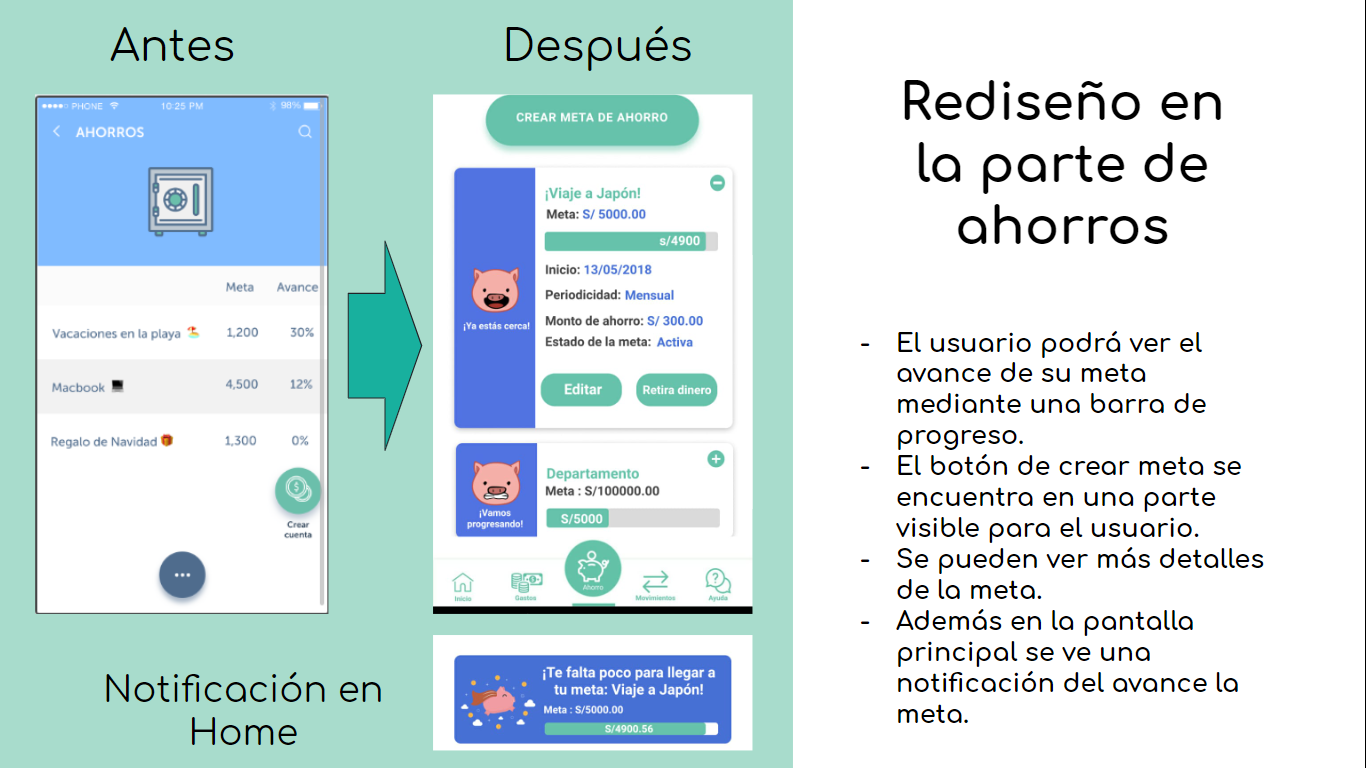 Antes
Después
PHONE 10:25 PM 98%
AHORROS
Meta Avance
Vacaciones en la playa 1,200 30%
Macbook 4,500 12%
Regalo de Navidad 1,300 0%
Crear
cuenta
CREAR META DE AHORRO
¡Viaje a Japón!
Meta: S/ 5000.00
s/4900
Inicio: 13/05/2018
Periodicidad: Mensual
Monto de ahorro: S/ 300.00
Estado de la meta: Activa
¡Ya estás cerca!
Editar
Retira dinero
Departamento
Meta : S/100000.00
S/5000
¡Vamos
progresando!
Inicio
Gastos
Ahorro
Movimientos
Ayuda
Notificación en
Home
¡Te falta poco para llegar a
tu meta: Viaje a Japón!
Meta : S/5000.00
S/4900.56
Rediseño en
la parte de
ahorros
- El usuario podrá ver el
avance de su meta
mediante una barra de
progreso.
- El botón de crear meta se
encuentra en una parte
visible para el usuario.
- Se pueden ver más detalles
de la meta.
- Además en la pantalla
principal se ve una
notificación del avance la
meta.